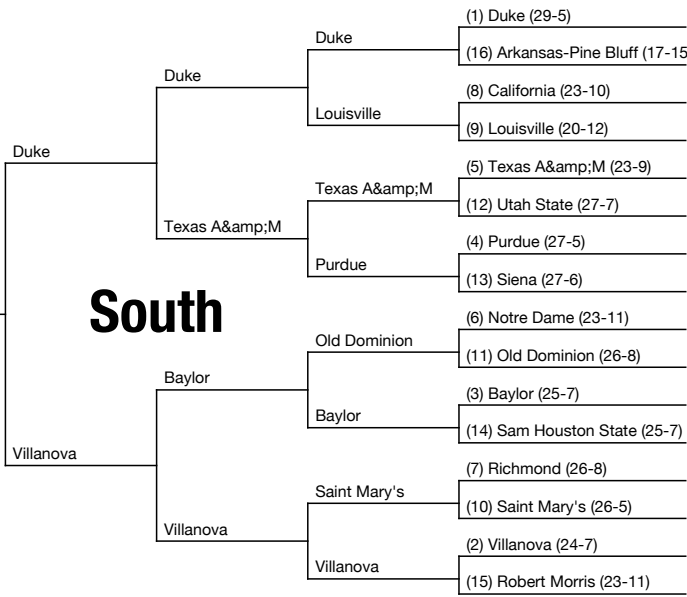 (1) Duke (29-5)
Duke
(16) Arkansas-Pine Bluff (17-15
Duke
(8) California (23-10)
Louisville
(9) Louisville (20-12)
Duke
(5) Texas A&amp;M (23-9)
Texas A&amp;M
(12) Utah State (27-7)
Texas A&amp;M
(4) Purdue (27-5)
Purdue
(13) Siena (27-6)
South
(6) Notre Dame (23-11)
Old Dominion
(11) Old Dominion (26-8)
Baylor
(3) Baylor (25-7)
Baylor
(14) Sam Houston State (25-7)
Villanova
(7) Richmond (26-8)
Saint Mary's
(10) Saint Mary's (26-5)
Villanova
(2) Villanova (24-7)
Villanova
(15) Robert Morris (23-11)